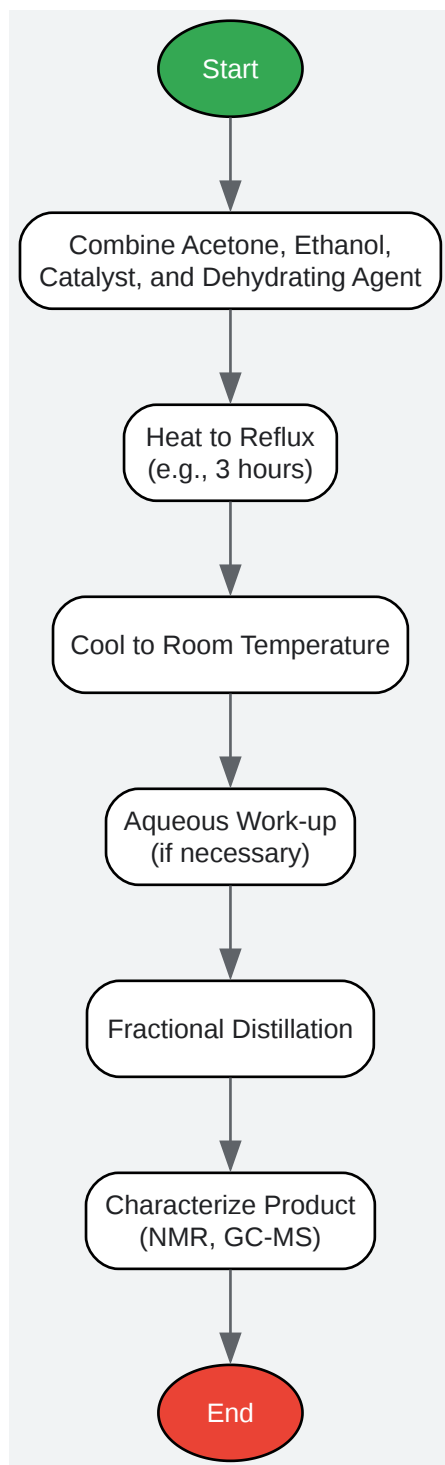 Start
Combine Acetone, Ethanol,
Catalyst, and Dehydrating Agent
Heat to Reflux
(e.g., 3 hours)
Cool to Room Temperature
Aqueous Work-up
(if necessary)
Fractional Distillation
Characterize Product
(NMR, GC-MS)
End